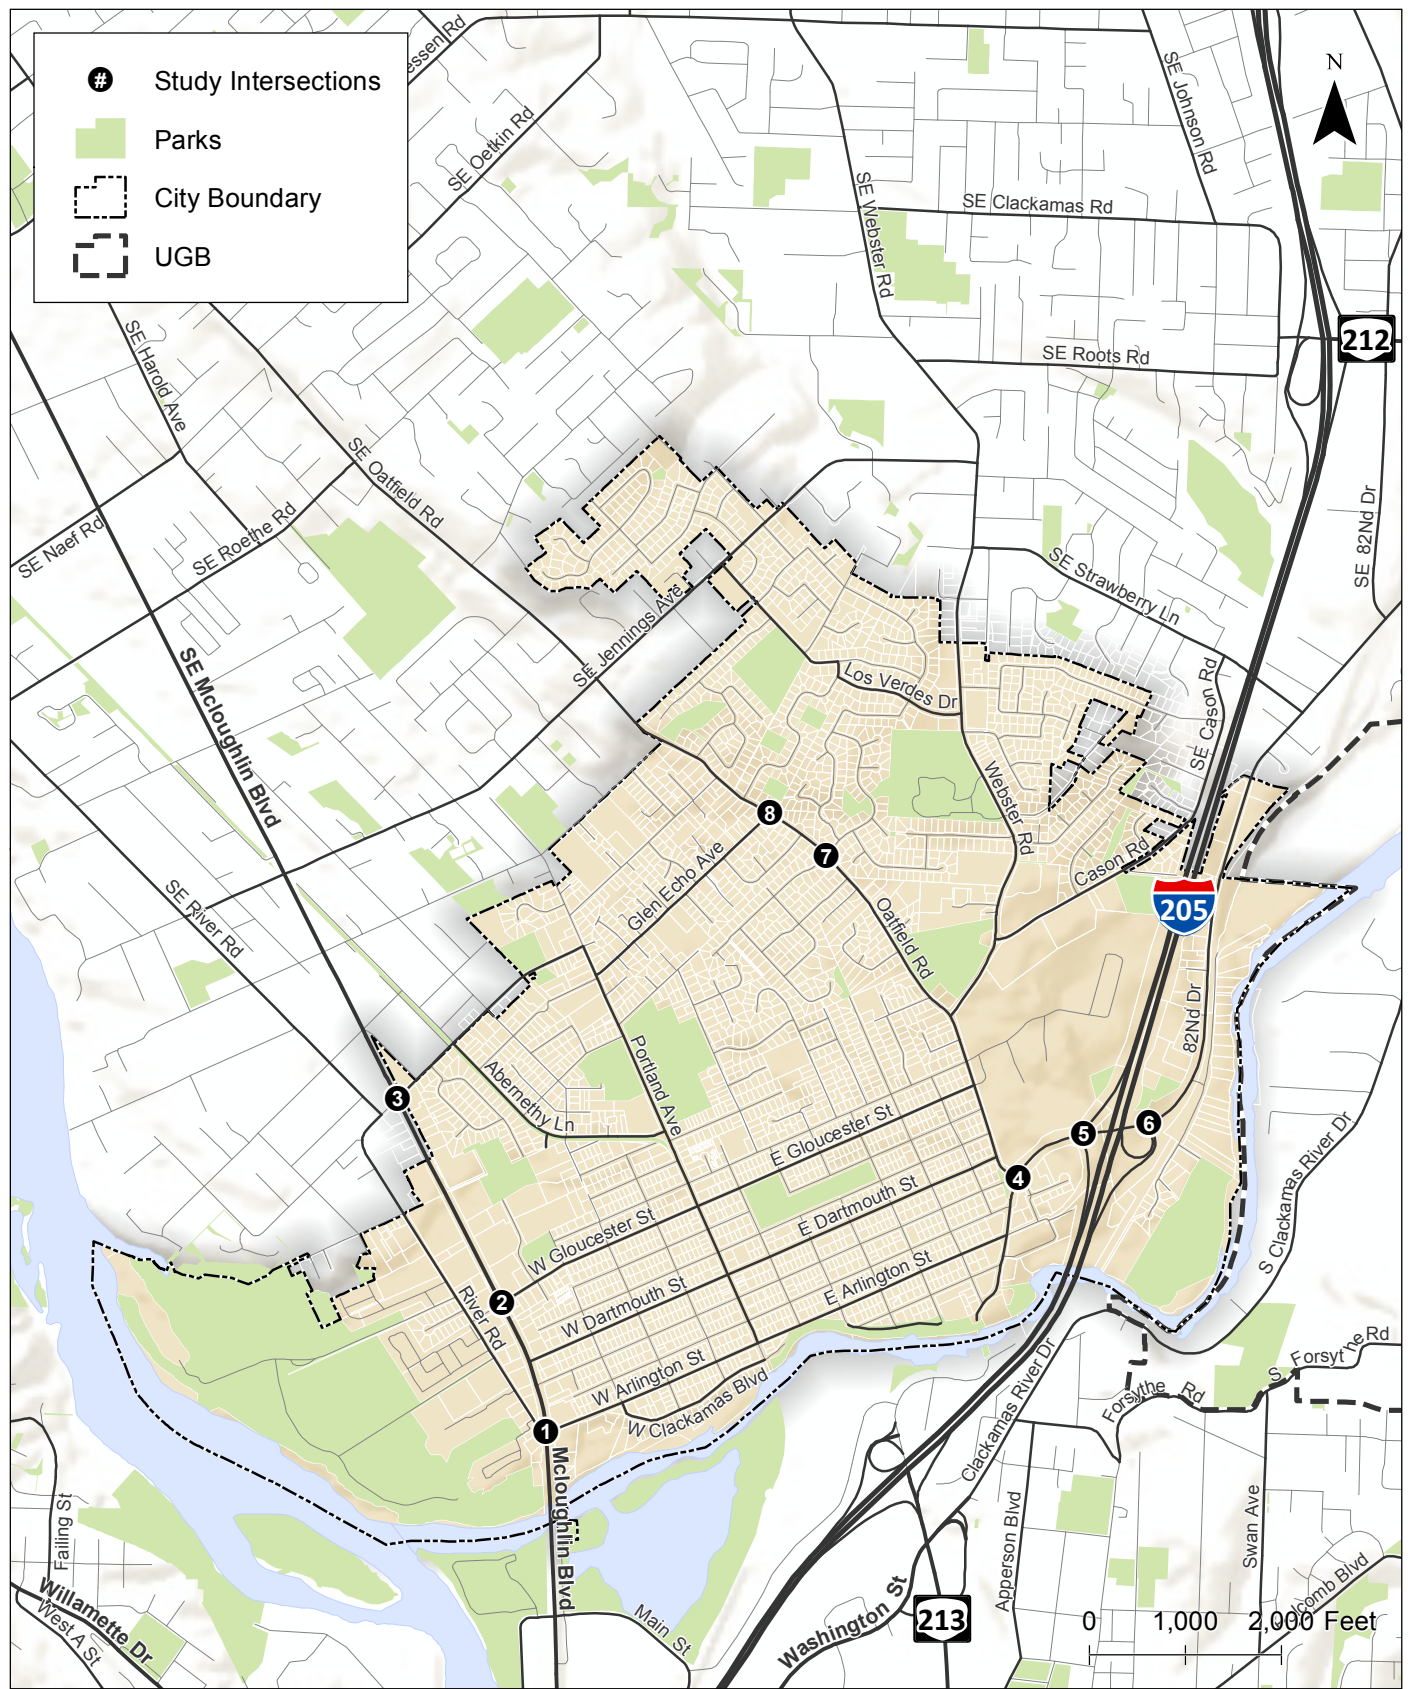 # Study Intersections
Parks
City Boundary
UGB
essen Rd
SE Oetkin Rd
SE Johnson Rd
N
SE Webster Rd
SE Clackamas Rd
212
SE Roots Rd
SE Harold Ave
SE Oatfield Rd
SE Naef Rd
SE Roethe Rd
SE 82Nd Dr
SE Strawberry Ln
SE Jennings Ave
SE Mcloughlin Blvd
Los Verdes Dr
SE Cason Rd
Webster Rd
8
7
Glen Echo Ave
Cason Rd
205
SE River Rd
Oatfield Rd
82Nd Dr
3
Abernethy Ln
Portland Ave
E Gloucester St
5
6
4
S Clackamas River Dr
W Gloucester St
E Dartmouth St
2
River Rd
W Dartmouth St
E Arlington St
W Arlington St
W Clackamas Blvd
1
Mcloughlin Blvd
Clackamas River Dr
S Forsythe Rd
Forsythe Rd
Failing St
Apperson Blvd
Swan Ave
Willamette Dr
West A St
Main St
Washington St
213
lcomb Blvd
0 1,000 2,000 Feet